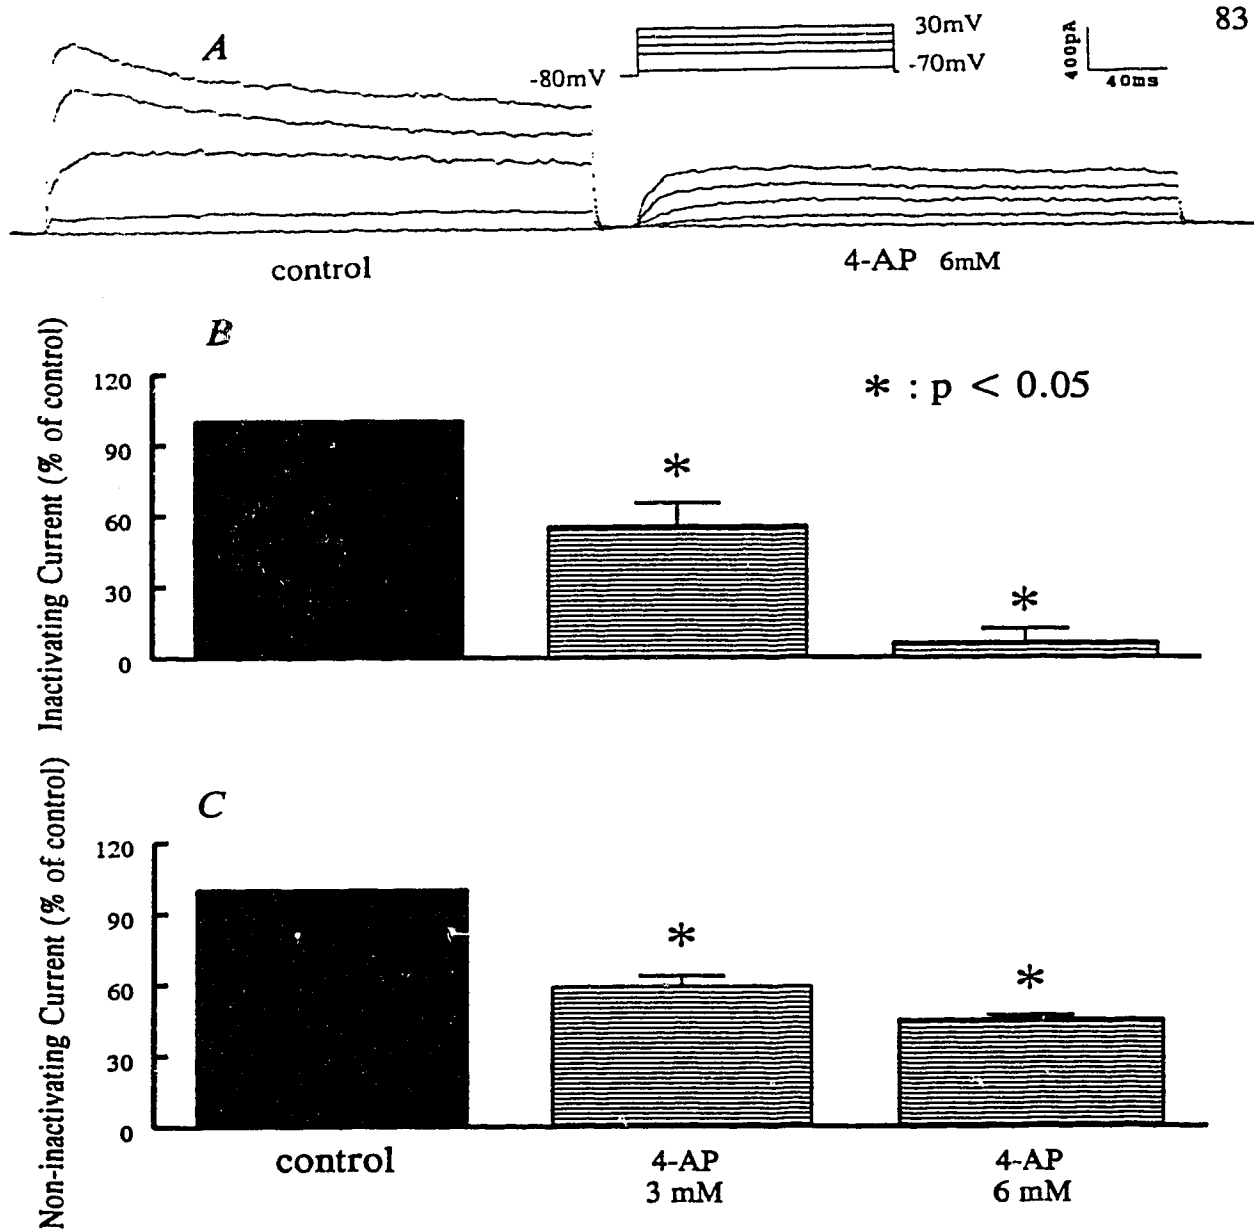 83
A
30mV
-80mV
-70mV
400pA
40ms
control
4-AP 6mM
B
Inactivating Current (% of control)
120
90
60
30
0
* : p < 0.05
*
*
C
Non-inactivating Current (% of control)
120
90
60
30
0
*
*
control
4-AP
3 mM
4-AP
6 mM